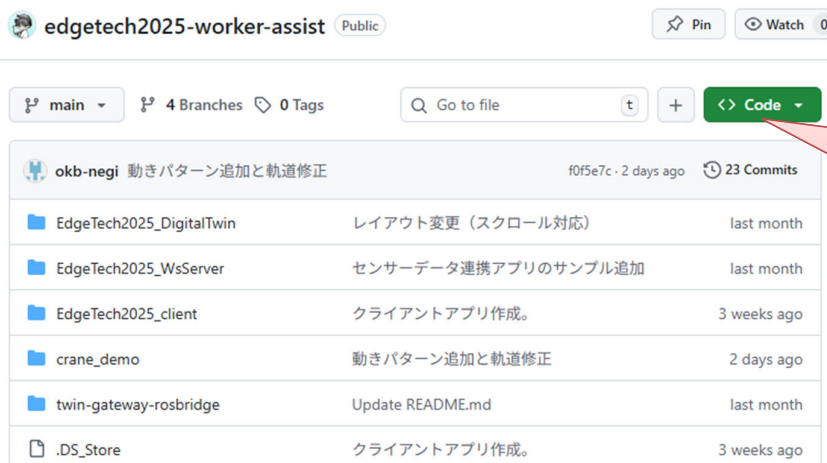 edgetech2025-worker-assist Public Pin Watch 0
main 4 Branches 0 Tags Go to file t + <> Code
okb-negi 動きパターン追加と軌道修正 f0f5e7c · 2 days ago 23 Commits
EdgeTech2025_DigitalTwin レイアウト変更（スクロール対応） last month
EdgeTech2025_WsServer センサーデータ連携アプリのサンプル追加 last month
EdgeTech2025_client クライアントアプリ作成。 3 weeks ago
crane_demo 動きパターン追加と軌道修正 2 days ago
twin-gateway-rosbridge Update README.md last month
.DS_Store クライアントアプリ作成。 3 weeks ago